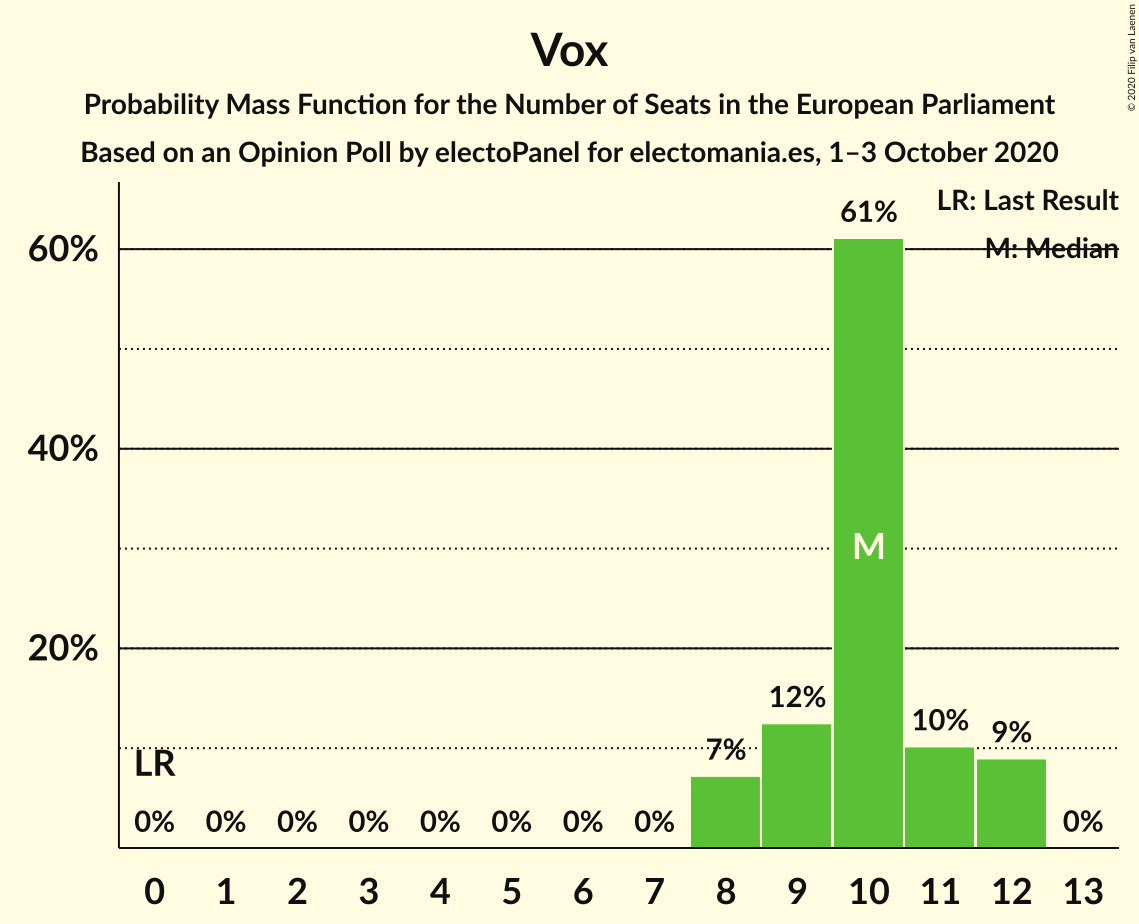 Vox
Probability Mass Function for the Number of Seats in the European Parliament
Based on an Opinion Poll by electoPanel for electomania.es, 1–3 October 2020
© 2020 Filip van Laenen
LR: Last Result
M: Median
60%
40%
20%
61%
M
12%
10%
9%
7%
LR
0% 0% 0% 0% 0% 0% 0% 0% 0%
0 1 2 3 4 5 6 7 8 9 10 11 12 13